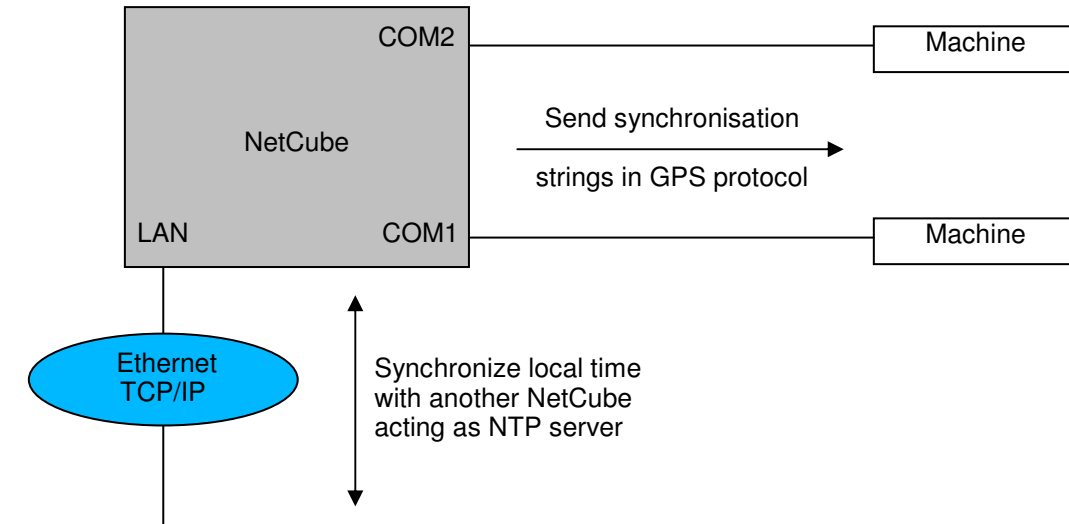 COM2
Machine
NetCube
Send synchronisation
strings in GPS protocol
LAN
COM1
Machine
Ethernet
TCP/IP
Synchronize local time
with another NetCube
acting as NTP server